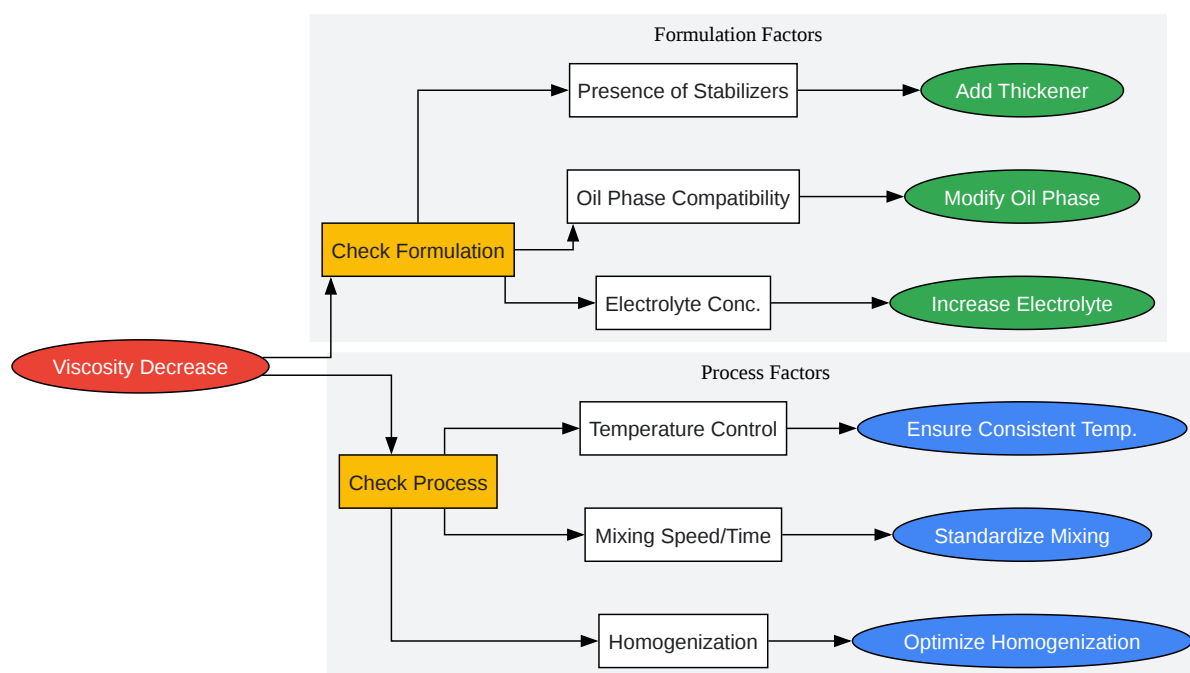 Formulation Factors
Presence of Stabilizers
Add Thickener
Oil Phase Compatibility
Modify Oil Phase
Check Formulation
Electrolyte Conc.
Increase Electrolyte
Viscosity Decrease
Process Factors
Temperature Control
Ensure Consistent Temp.
Check Process
Mixing Speed/Time
Standardize Mixing
Homogenization
Optimize Homogenization